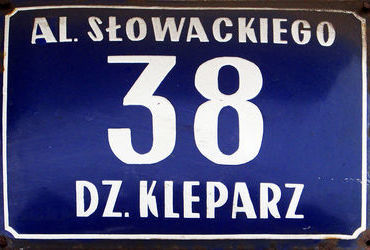 AL. SŁOWACKIEGO
38
DZ. KLEPARZ